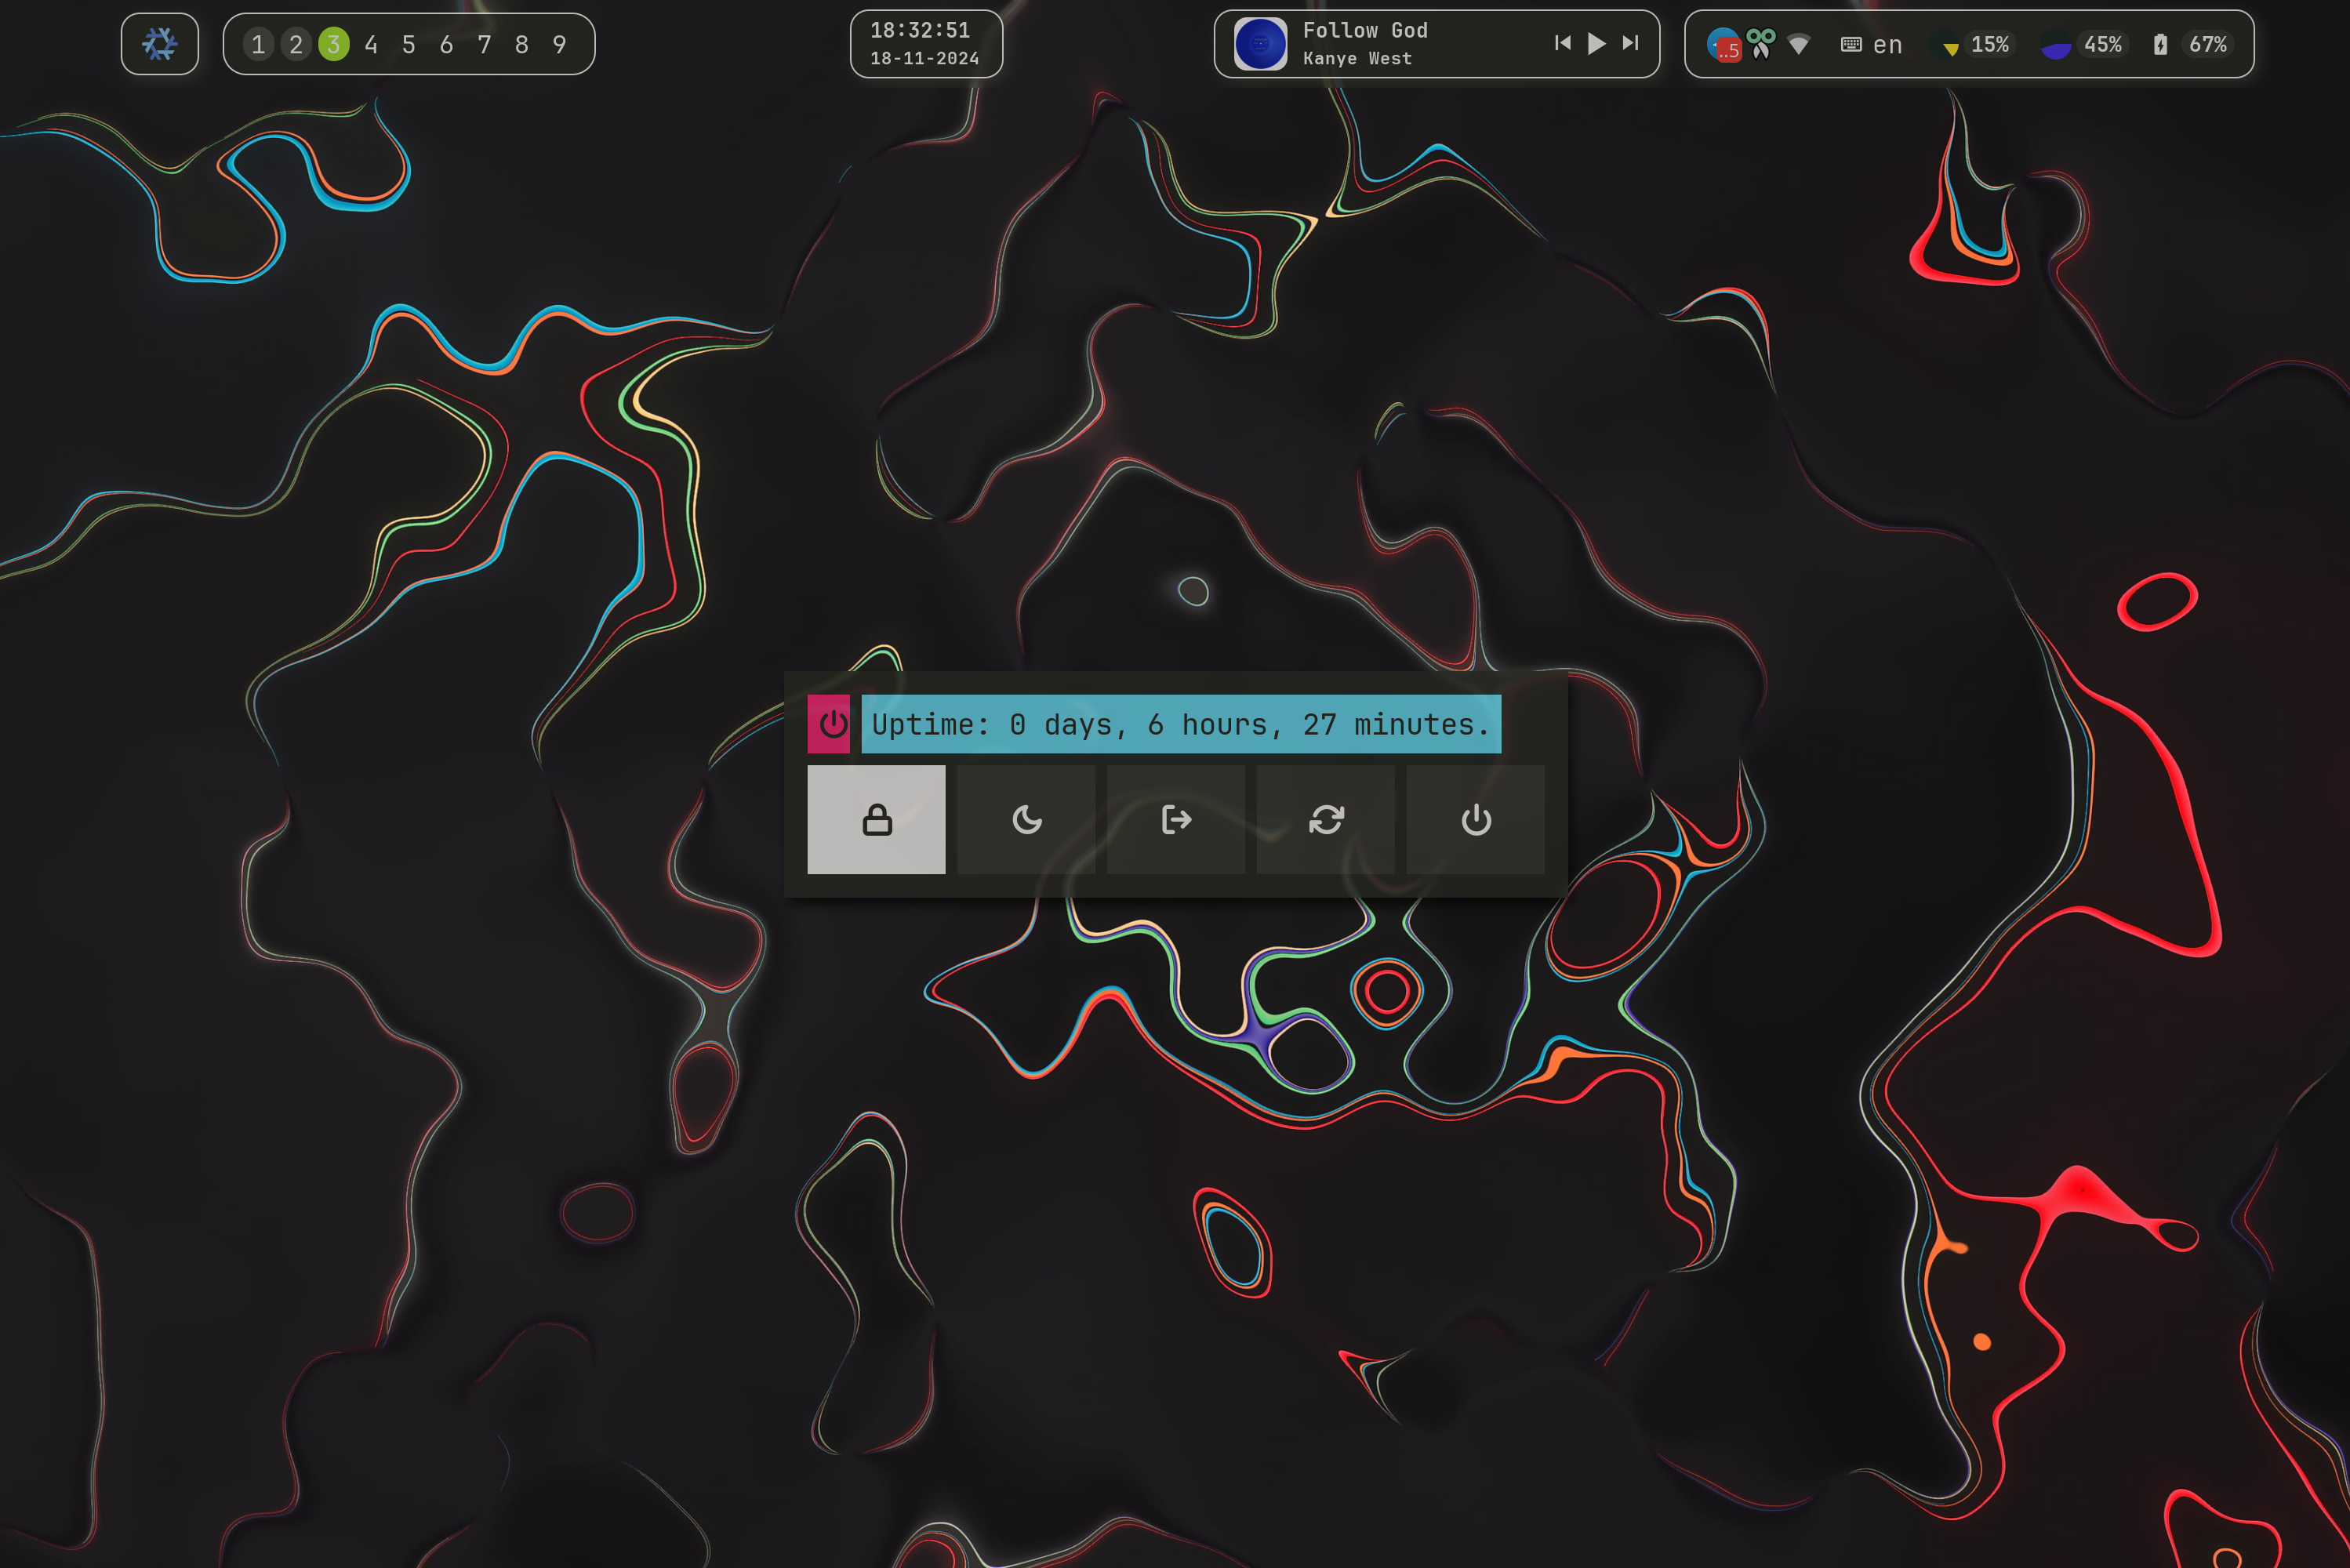 1 2 3 4 5 6 7 8 9
18:32:51
18-11-2024
Follow God
Kanye West
..5
en 15% 45% 67%
Uptime: 0 days, 6 hours, 27 minutes.